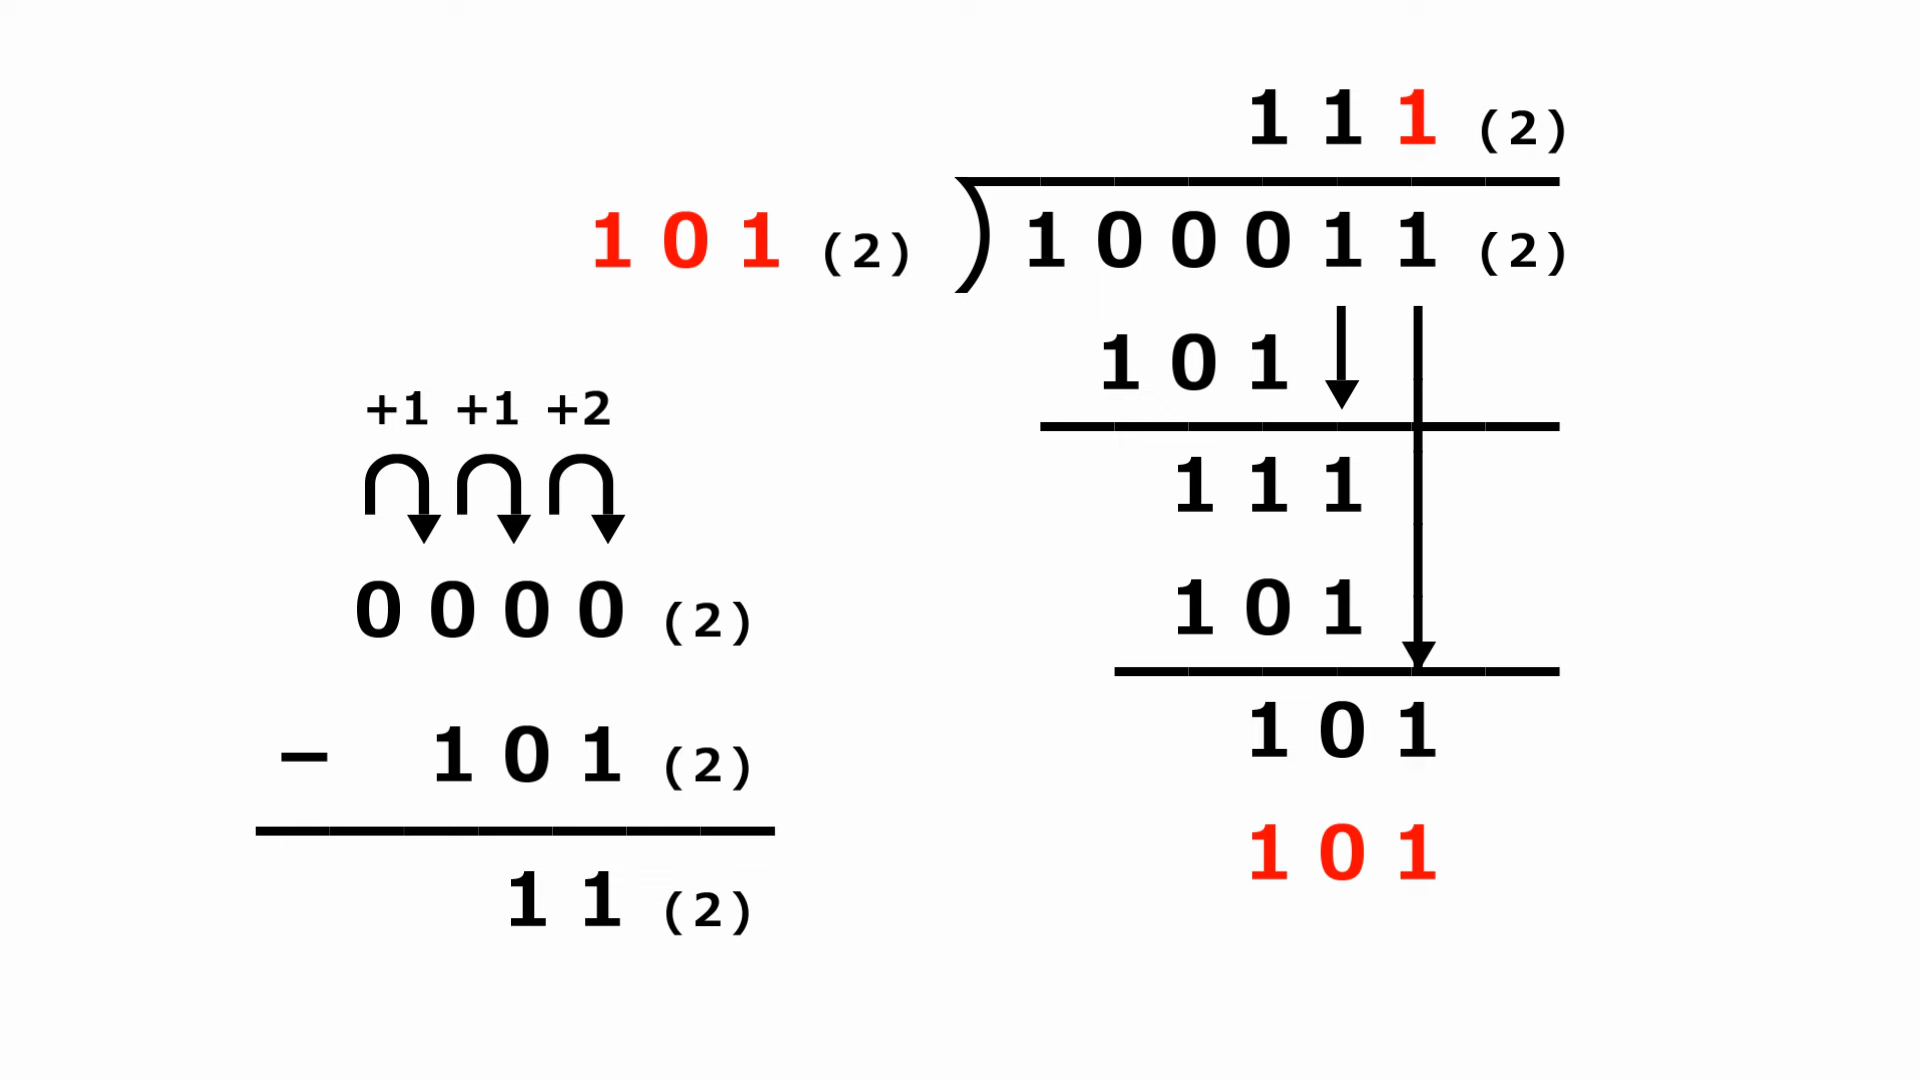 1 1 1 (2)
1 0 1 (2) ) 1 0 0 0 1 1 (2)
1 0 1
+1 +1 +2
1 1 1
0 0 0 0 (2)
1 0 1
1 0 1
− 1 0 1 (2)
1 0 1
1 1 (2)